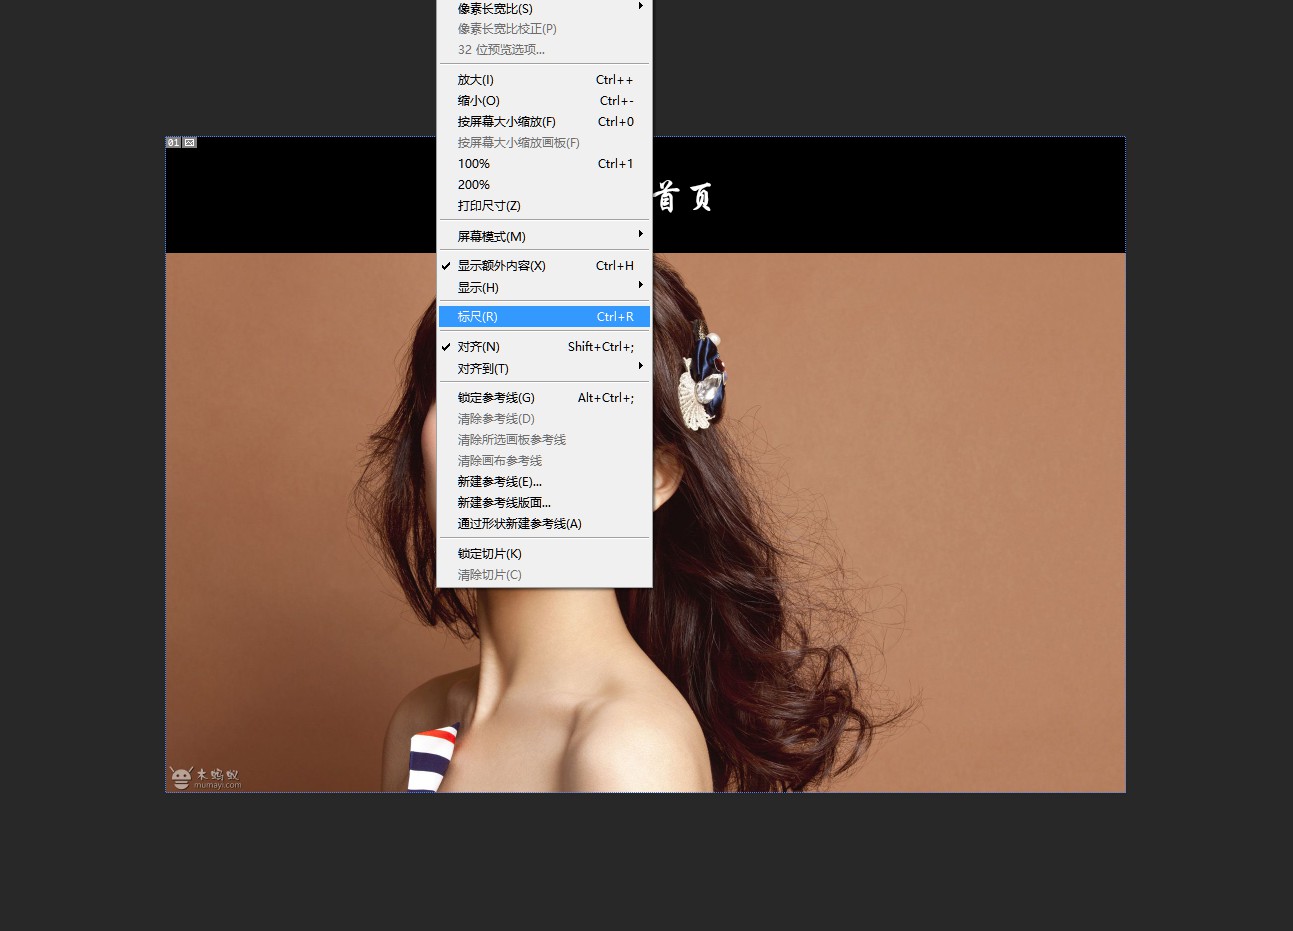 像素长宽比(S)
像素长宽比校正(P)
32 位预览选项...
放大(I) Ctrl++
缩小(O) Ctrl+-
按屏幕大小缩放(F) Ctrl+0
按屏幕大小缩放画板(F)
100% Ctrl+1
200%
打印尺寸(Z)
屏幕模式(M)
显示额外内容(X) Ctrl+H
显示(H)
标尺(R) Ctrl+R
对齐(N) Shift+Ctrl+;
对齐到(T)
锁定参考线(G) Alt+Ctrl+;
清除参考线(D)
清除所选画板参考线
清除画布参考线
新建参考线(E)...
新建参考线版面...
通过形状新建参考线(A)
锁定切片(K)
清除切片(C)
01
首页
木蚂蚁
mumayi.com